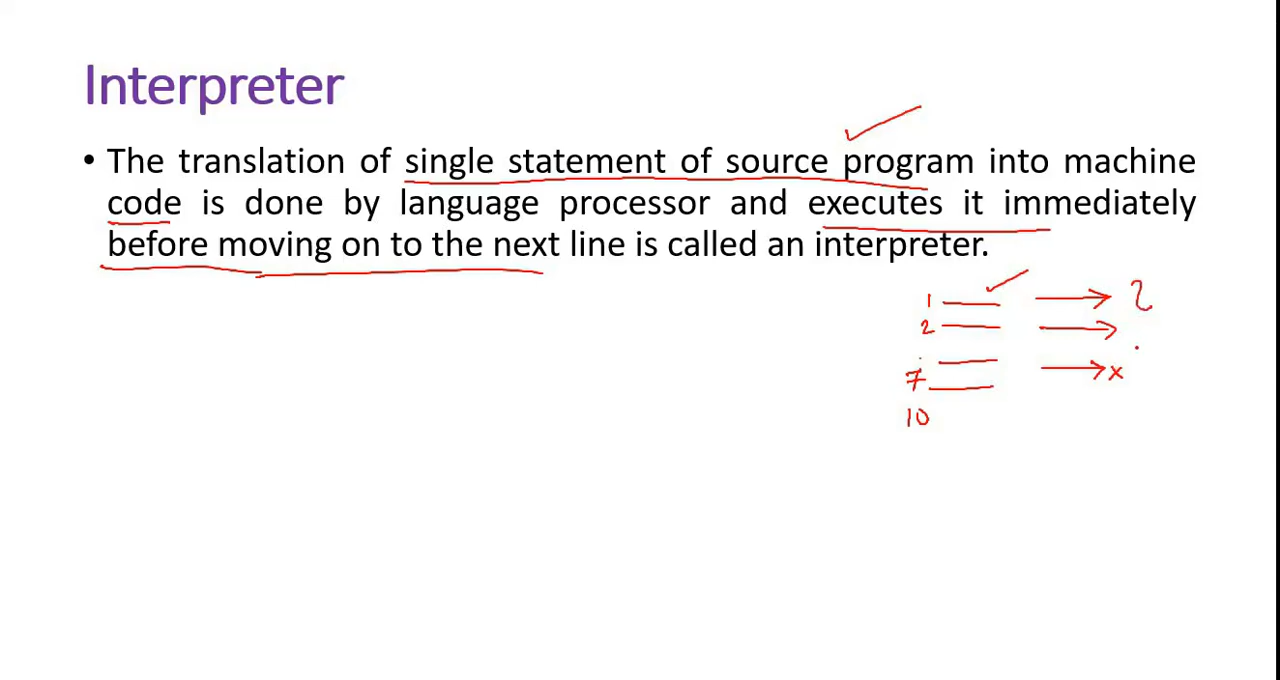 Interpreter
• The translation of single statement of source program into machine
code is done by language processor and executes it immediately
before moving on to the next line is called an interpreter.
1
2
7
10